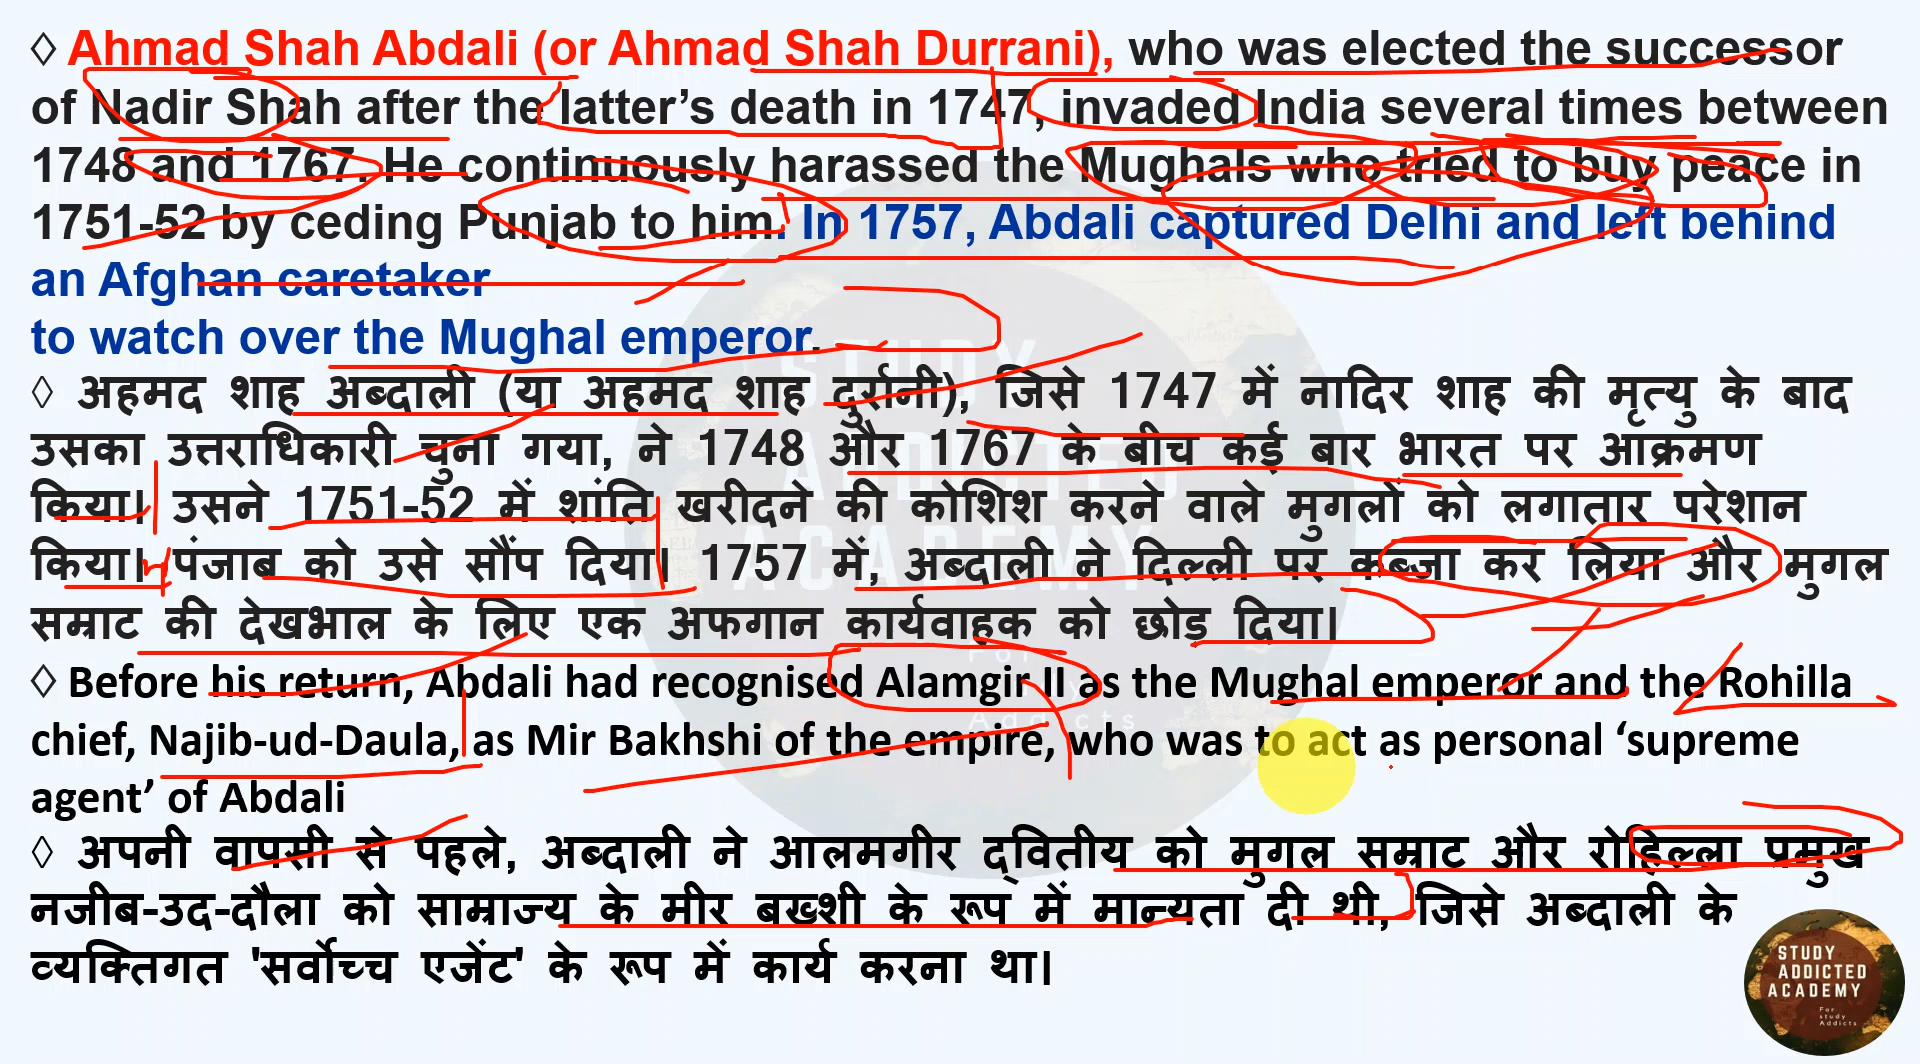 ◊ Ahmad Shah Abdali (or Ahmad Shah Durrani), who was elected the successor
of Nadir Shah after the latter’s death in 1747, invaded India several times between
1748 and 1767. He continuously harassed the Mughals who tried to buy peace in
1751-52 by ceding Punjab to him. In 1757, Abdali captured Delhi and left behind
an Afghan caretaker
to watch over the Mughal emperor.
◊ अहमद शाह अब्दाली (या अहमद शाह दुर्रानी), जिसे 1747 में नादिर शाह की मृत्यु के बाद
उसका उत्तराधिकारी चुना गया, ने 1748 और 1767 के बीच कई बार भारत पर आक्रमण
किया। उसने 1751-52 में शांति खरीदने की कोशिश करने वाले मुगलों को लगातार परेशान
किया। पंजाब को उसे सौंप दिया। 1757 में, अब्दाली ने दिल्ली पर कब्जा कर लिया और मुगल
सम्राट की देखभाल के लिए एक अफगान कार्यवाहक को छोड़ दिया।
◊ Before his return, Abdali had recognised Alamgir II as the Mughal emperor and the Rohilla
chief, Najib-ud-Daula, as Mir Bakhshi of the empire, who was to act as personal ‘supreme
agent’ of Abdali
◊ अपनी वापसी से पहले, अब्दाली ने आलमगीर द्वितीय को मुगल सम्राट और रोहिल्ला प्रमुख
नजीब-उद-दौला को साम्राज्य के मीर बख्शी के रूप में मान्यता दी थी, जिसे अब्दाली के
व्यक्तिगत 'सर्वोच्च एजेंट' के रूप में कार्य करना था।
STUDY
ADDICTED
ACADEMY
For
study
Addicts